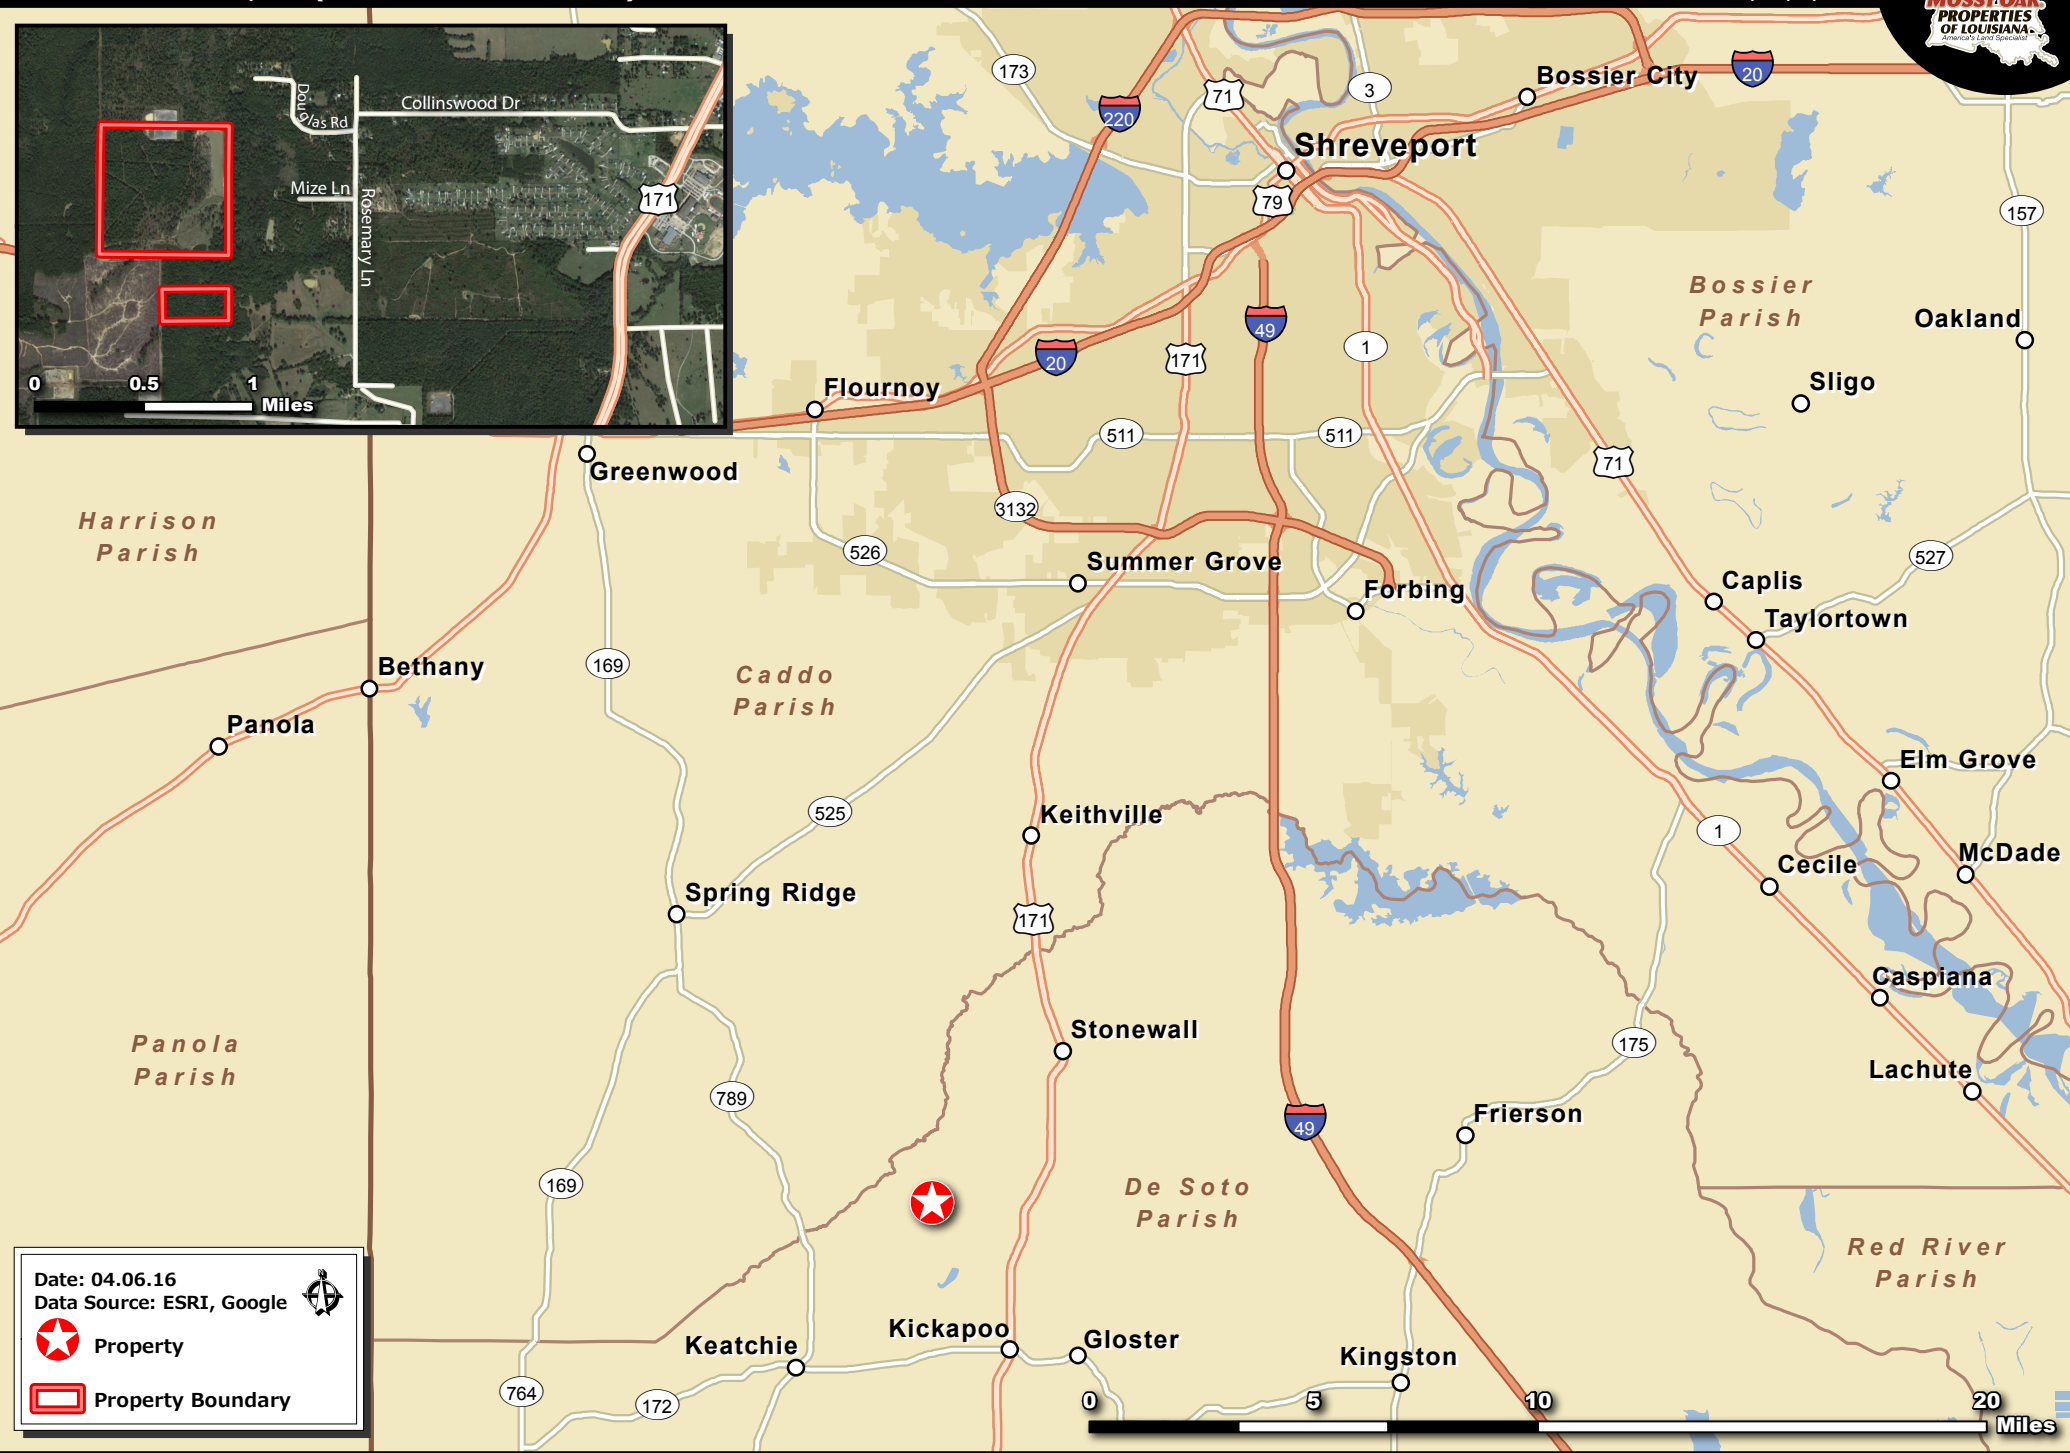 MOSSY OAK
PROPERTIES
OF LOUISIANA
America's Land Specialist
Douglas Rd
Collinswood Dr
Mize Ln
Rosemary Ln
171
0
0.5
1
Miles
173
220
71
3
Bossier City
20
Shreveport
79
157
Bossier
Parish
Oakland
49
1
20
171
Flournoy
Sligo
511
511
71
Greenwood
3132
Harrison
Parish
526
Summer Grove
527
Forbing
Caplis
Taylortown
169
Bethany
Caddo
Parish
Panola
Elm Grove
525
Keithville
1
McDade
Cecile
Spring Ridge
171
Caspiana
Stonewall
175
Panola
Parish
Lachute
789
Frierson
49
169
De Soto
Parish
Red River
Parish
Date: 04.06.16
Data Source: ESRI, Google
Property
Property Boundary
Keatchie
Kickapoo
Gloster
Kingston
764
172
0
5
10
20
Miles